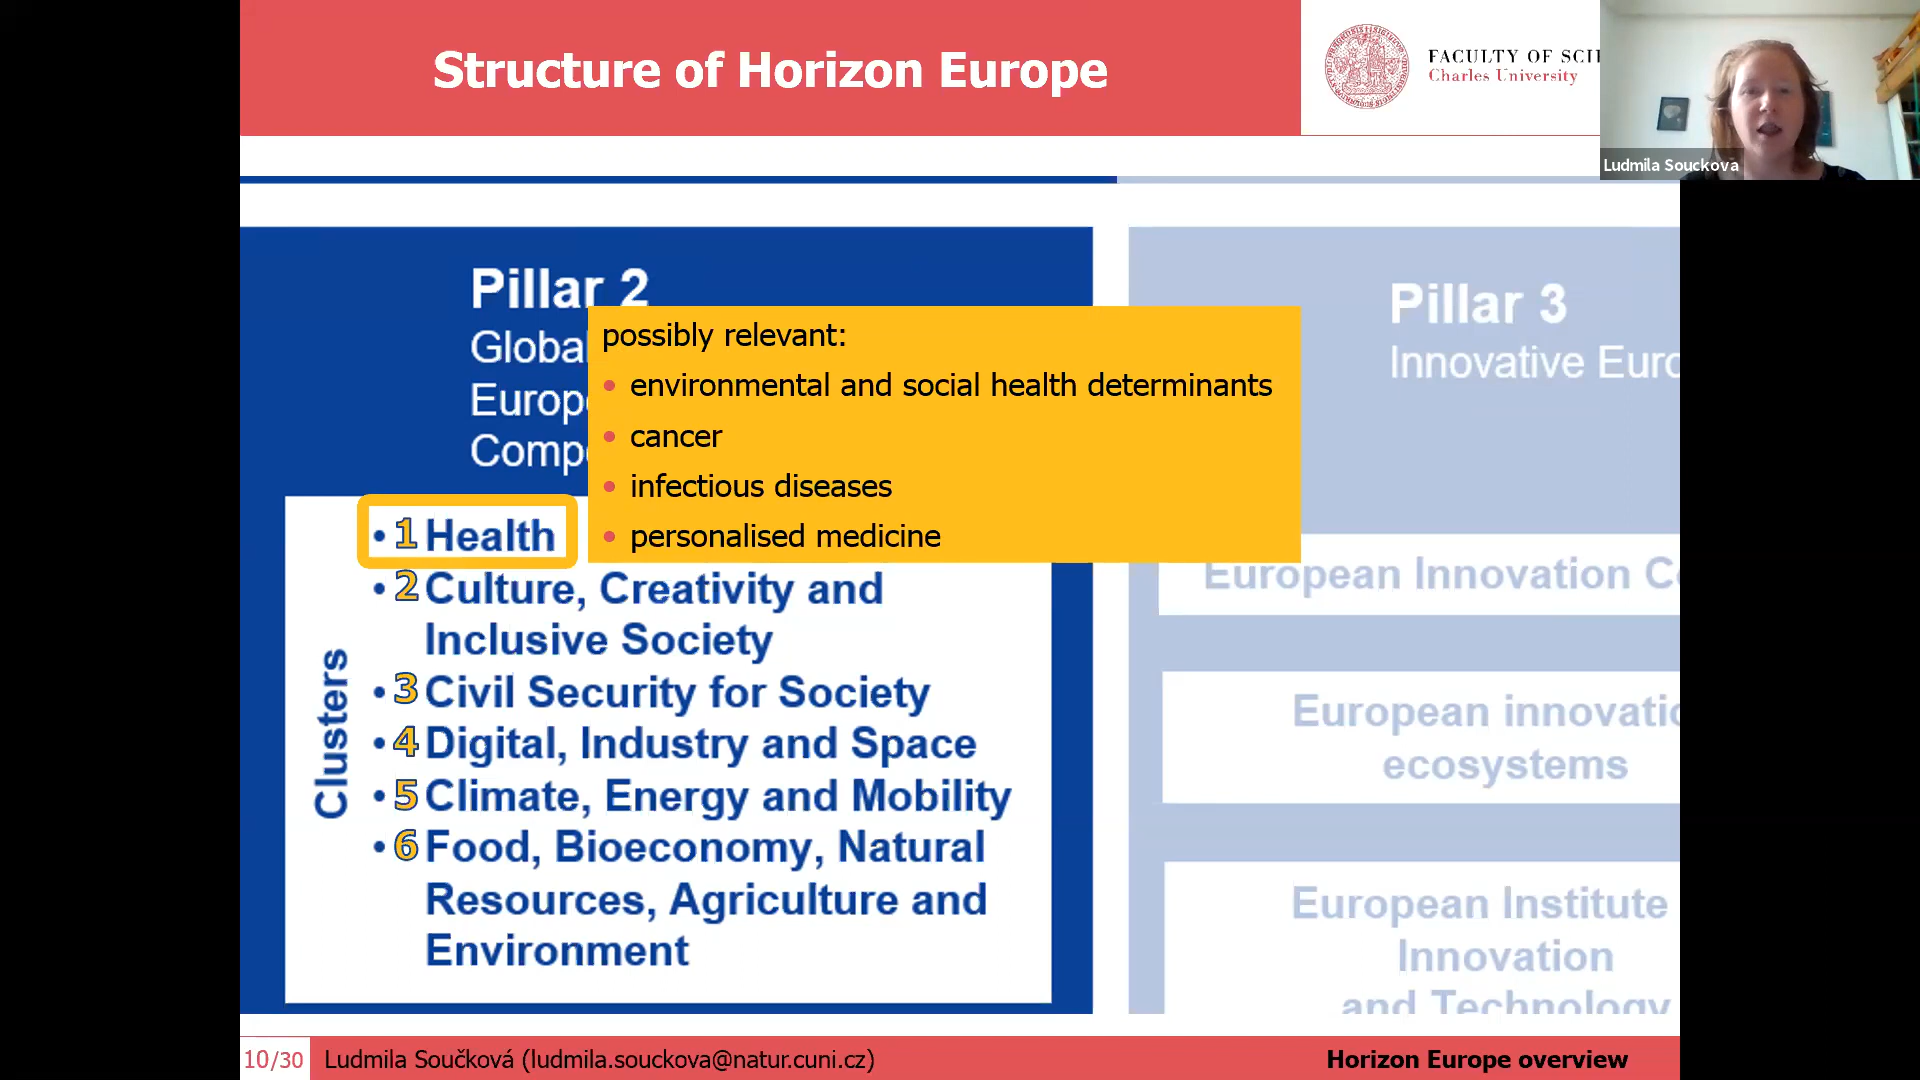 Structure of Horizon Europe
FACULTY OF SCI
Charles University
Ludmila Souckova
Pillar 2
Global
Europ
Comp
possibly relevant:
• environmental and social health determinants
• cancer
• infectious diseases
• personalised medicine
Clusters
• 1 Health
• 2 Culture, Creativity and
Inclusive Society
• 3 Civil Security for Society
• 4 Digital, Industry and Space
• 5 Climate, Energy and Mobility
• 6 Food, Bioeconomy, Natural
Resources, Agriculture and
Environment
Pillar 3
Innovative Euro
European Innovation Co
European innovatio
ecosystems
European Institute
Innovation
and Technology
10/30
Ludmila Součková (ludmila.souckova@natur.cuni.cz)
Horizon Europe overview